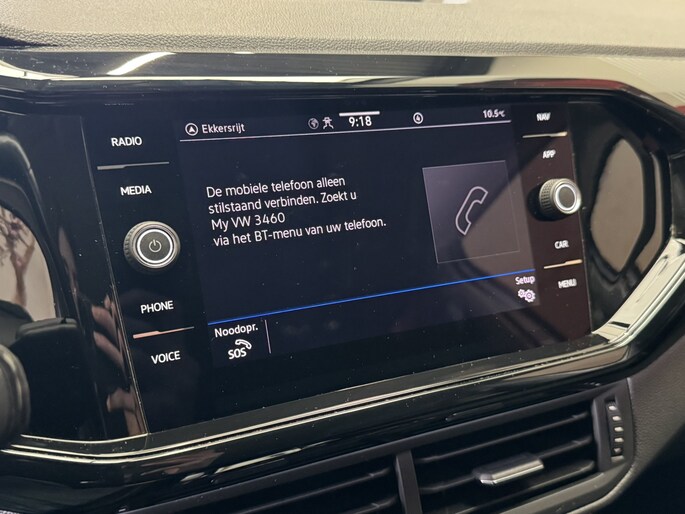 RADIO
MEDIA
PHONE
VOICE
Ekkersrijt
9:18
10.5°C
De mobiele telefoon alleen
stilstaand verbinden. Zoekt u
My VW 3460
via het BT-menu van uw telefoon.
Setup
Noodopr.
SOS
NAV
APP
CAR
MENU